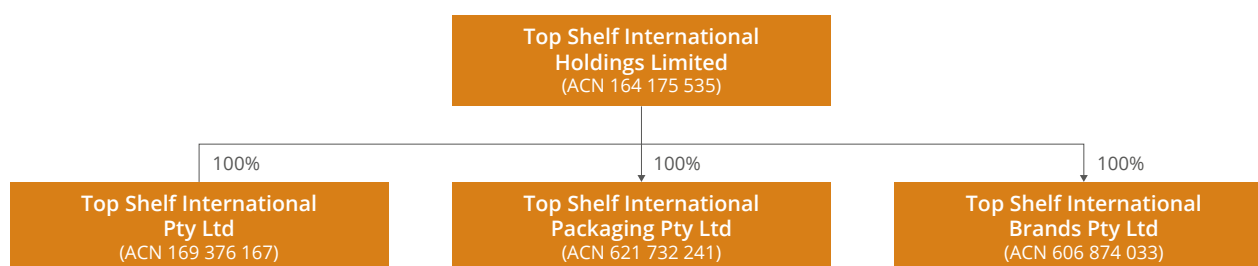 Top Shelf International
Holdings Limited
(ACN 164 175 535)
100%
100%
100%
Top Shelf International
Pty Ltd
(ACN 169 376 167)
Top Shelf International
Packaging Pty Ltd
(ACN 621 732 241)
Top Shelf International
Brands Pty Ltd
(ACN 606 874 033)